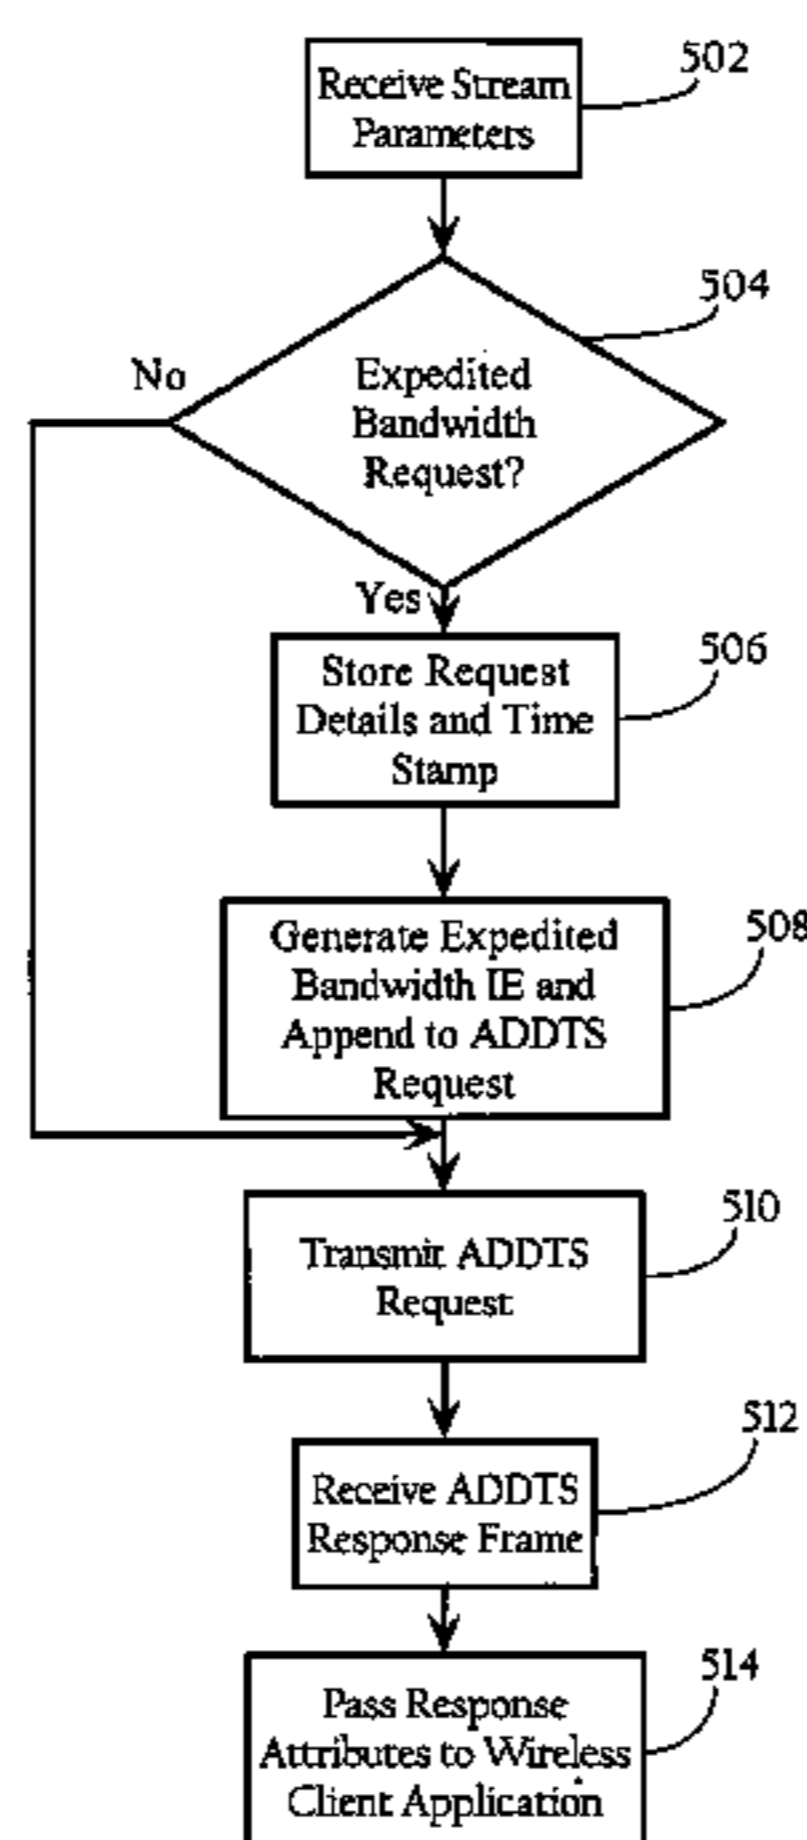 502
Receive Stream
Parameters
504
No
Expedited
Bandwidth
Request?
Yes
506
Store Request
Details and Time
Stamp
508
Generate Expedited
Bandwidth IE and
Append to ADDTS
Request
510
Transmit ADDTS
Request
512
Receive ADDTS
Response Frame
514
Pass Response
Attributes to Wireless
Client Application